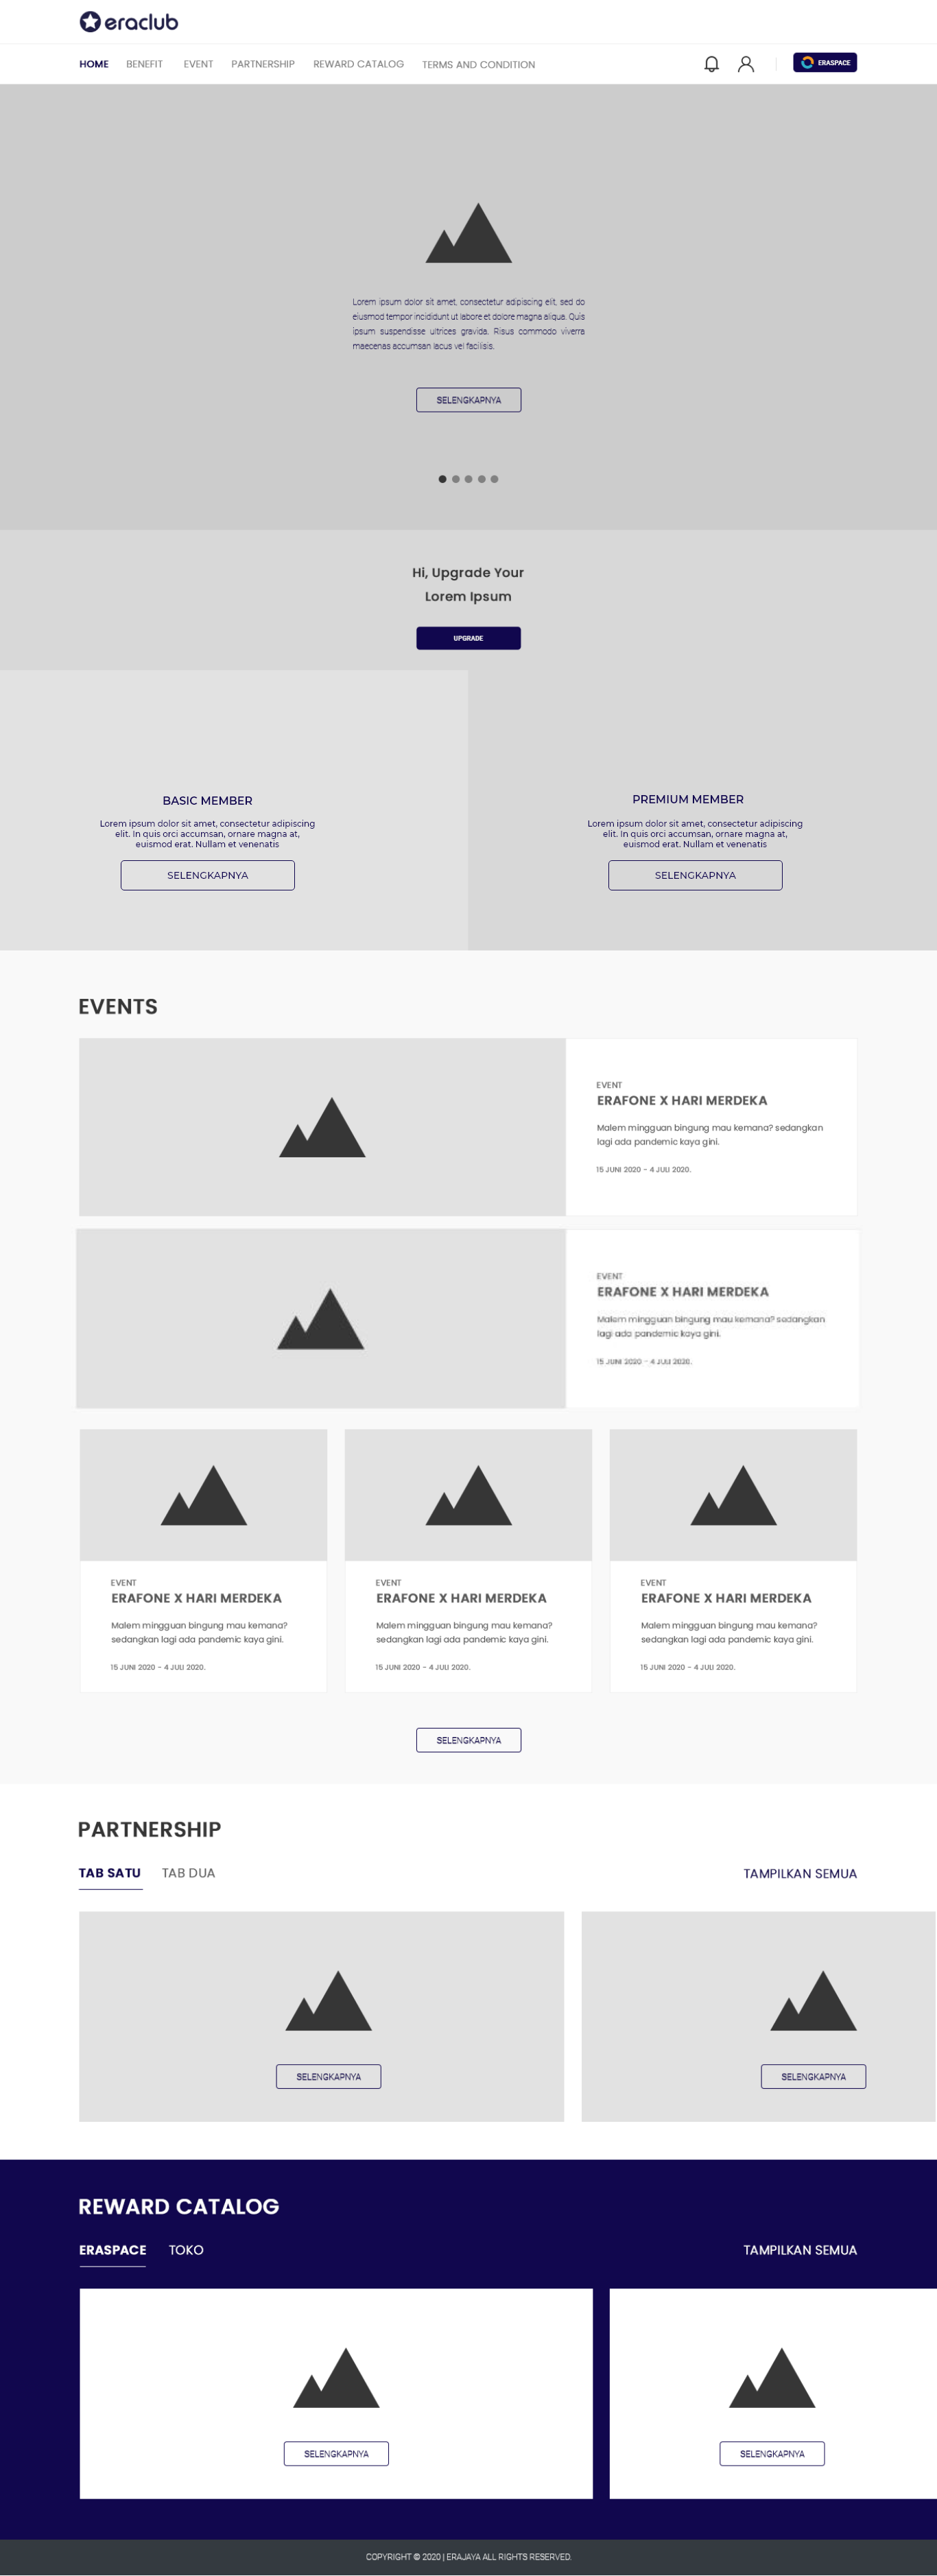 eraclub
HOME BENEFIT EVENT PARTNERSHIP REWARD CATALOG TERMS AND CONDITION ERASPACE
Lorem ipsum dolor sit amet, consectetur adipiscing elit, sed do
eiusmod tempor incididunt ut labore et dolore magna aliqua. Quis
ipsum suspendisse ultrices gravida. Risus commodo viverra
maecenas accumsan lacus vel facilisis.
SELENGKAPNYA
Hi, Upgrade Your
Lorem Ipsum
UPGRADE
BASIC MEMBER
Lorem ipsum dolor sit amet, consectetur adipiscing
elit. In quis orci accumsan, ornare magna at,
euismod erat. Nullam et venenatis
SELENGKAPNYA
PREMIUM MEMBER
Lorem ipsum dolor sit amet, consectetur adipiscing
elit. In quis orci accumsan, ornare magna at,
euismod erat. Nullam et venenatis
SELENGKAPNYA
EVENTS
EVENT
ERAFONE X HARI MERDEKA
Malem mingguan bingung mau kemana? sedangkan
lagi ada pandemic kaya gini.
15 JUNI 2020 - 4 JULI 2020.
EVENT
ERAFONE X HARI MERDEKA
Malem mingguan bingung mau kemana? sedangkan
lagi ada pandemic kaya gini.
15 JUNI 2020 - 4 JULI 2020.
EVENT
ERAFONE X HARI MERDEKA
Malem mingguan bingung mau kemana?
sedangkan lagi ada pandemic kaya gini.
15 JUNI 2020 - 4 JULI 2020.
EVENT
ERAFONE X HARI MERDEKA
Malem mingguan bingung mau kemana?
sedangkan lagi ada pandemic kaya gini.
15 JUNI 2020 - 4 JULI 2020.
EVENT
ERAFONE X HARI MERDEKA
Malem mingguan bingung mau kemana?
sedangkan lagi ada pandemic kaya gini.
15 JUNI 2020 - 4 JULI 2020.
SELENGKAPNYA
PARTNERSHIP
TAB SATU TAB DUA TAMPILKAN SEMUA
SELENGKAPNYA
SELENGKAPNYA
REWARD CATALOG
ERASPACE TOKO TAMPILKAN SEMUA
SELENGKAPNYA
SELENGKAPNYA
COPYRIGHT © 2020 | ERAJAYA ALL RIGHTS RESERVED.